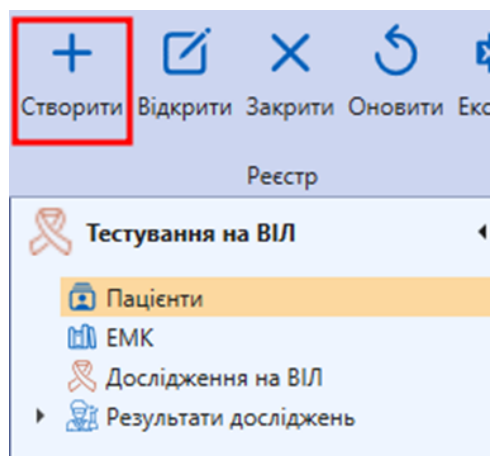 Створити Відкрити Закрити Оновити
Реєстр
Тестування на ВІЛ
Пацієнти
ЕМК
Дослідження на ВІЛ
Результати досліджень